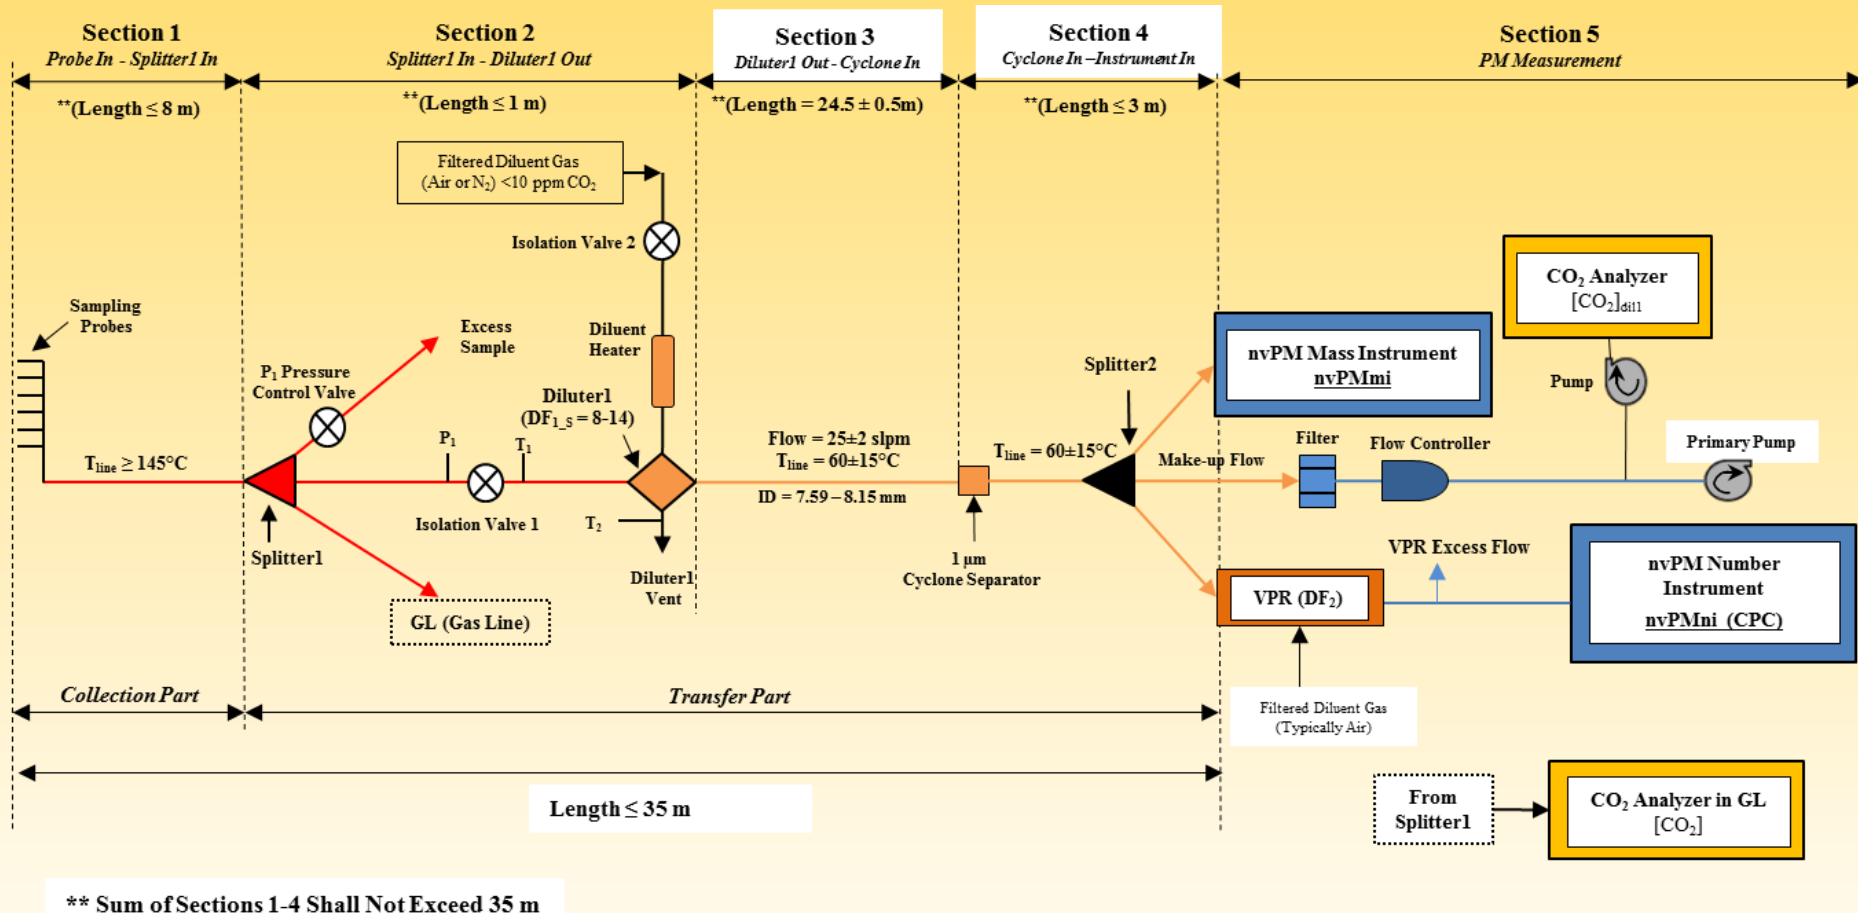 Section 1
Probe In - Splitter1 In
**(Length ≤ 8 m)
Section 2
Splitter1 In - Diluter1 Out
**(Length ≤ 1 m)
Section 3
Diluter1 Out - Cyclone In
**(Length = 24.5 ± 0.5m)
Section 4
Cyclone In –Instrument In
**(Length ≤ 3 m)
Section 5
PM Measurement
Filtered Diluent Gas
(Air or N₂) <10 ppm CO₂
Isolation Valve 2
Sampling
Probes
Excess
Sample
Diluent
Heater
P₁ Pressure
Control Valve
Diluter1
(DF₁_S = 8-14)
P₁
T₁
T_line ≥ 145°C
Isolation Valve 1
T₂
Splitter1
Diluter1
Vent
GL (Gas Line)
Flow = 25±2 slpm
T_line = 60±15°C
ID = 7.59 – 8.15 mm
1 µm
Cyclone Separator
T_line = 60±15°C
Splitter2
Make-up Flow
nvPM Mass Instrument
nvPMmi
CO₂ Analyzer
[CO₂]dil1
Pump
Filter
Flow Controller
Primary Pump
VPR Excess Flow
VPR (DF₂)
nvPM Number
Instrument
nvPMni (CPC)
Filtered Diluent Gas
(Typically Air)
Collection Part
Transfer Part
Length ≤ 35 m
From
Splitter1
CO₂ Analyzer in GL
[CO₂]
** Sum of Sections 1-4 Shall Not Exceed 35 m